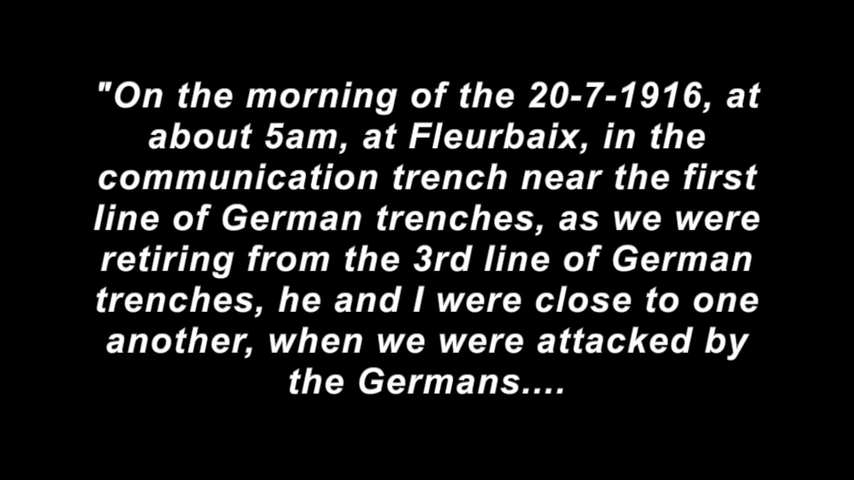 "On the morning of the 20-7-1916, at
about 5am, at Fleurbaix, in the
communication trench near the first
line of German trenches, as we were
retiring from the 3rd line of German
trenches, he and I were close to one
another, when we were attacked by
the Germans....